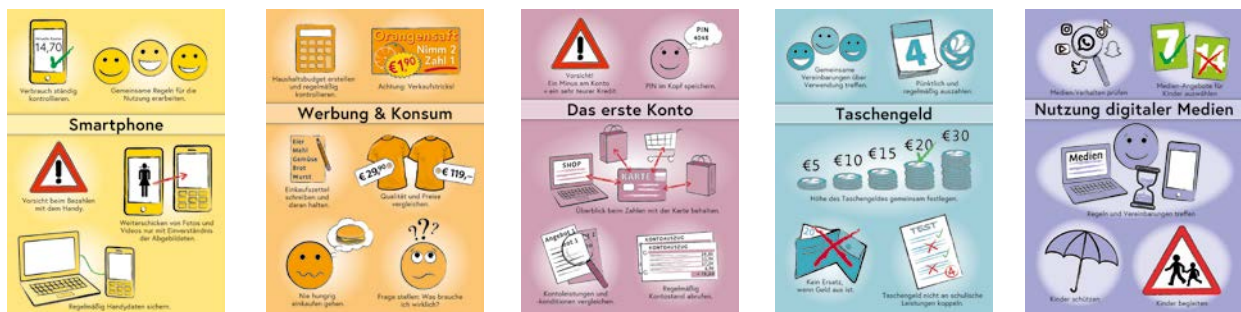 Aktuelle Kosten
14,70
Verbrauch ständig
kontrollieren.
Gemeinsame Regeln für die
Nutzung erarbeiten.
Smartphone
Vorsicht beim Bezahlen
mit dem Handy.
Weiterschicken von Fotos und
Videos nur mit Einverständnis
der Abgebildeten.
Regelmäßig Handydaten sichern.
Haushaltsbudget erstellen
und regelmäßig
kontrollieren.
Orangensaft
Nimm 2
Zahl 1
€1,90
Achtung: Verkaufstricks!
Werbung & Konsum
Eier
Mehl
Gemüse
Brot
Wurst
Einkaufszettel
schreiben und
daran halten.
€ 29,90
€ 119,-
Qualität und Preise
vergleichen.
Nie hungrig
einkaufen gehen.
???
Frage stellen: Was brauche
ich wirklich?
Vorsicht!
Ein Minus am Konto
= ein sehr teurer Kredit.
PIN
4048
PIN im Kopf speichern.
Das erste Konto
SHOP
KARTE
Überblick beim Zahlen mit der Karte behalten.
Angebot 2
Kontoleistungen und
-konditionen vergleichen.
KONTOAUSZUG
KONTOAUSZUG
Regelmäßig
Kontostand abrufen.
Gemeinsame
Vereinbarungen über
Verwendung treffen.
4
Pünktlich und
regelmäßig auszahlen.
Taschengeld
€5
€10
€15
€20
€30
Höhe des Taschengeldes gemeinsam festlegen.
20
Kein Ersatz,
wenn Geld aus ist.
TEST
Taschengeld nicht an schulische
Leistungen koppeln.
Medienverhalten prüfen
7
14
Medien-Angebote für
Kinder auswählen
Nutzung digitaler Medien
Medien
Regeln und Vereinbarungen treffen
Kinder schützen
Kinder begleiten